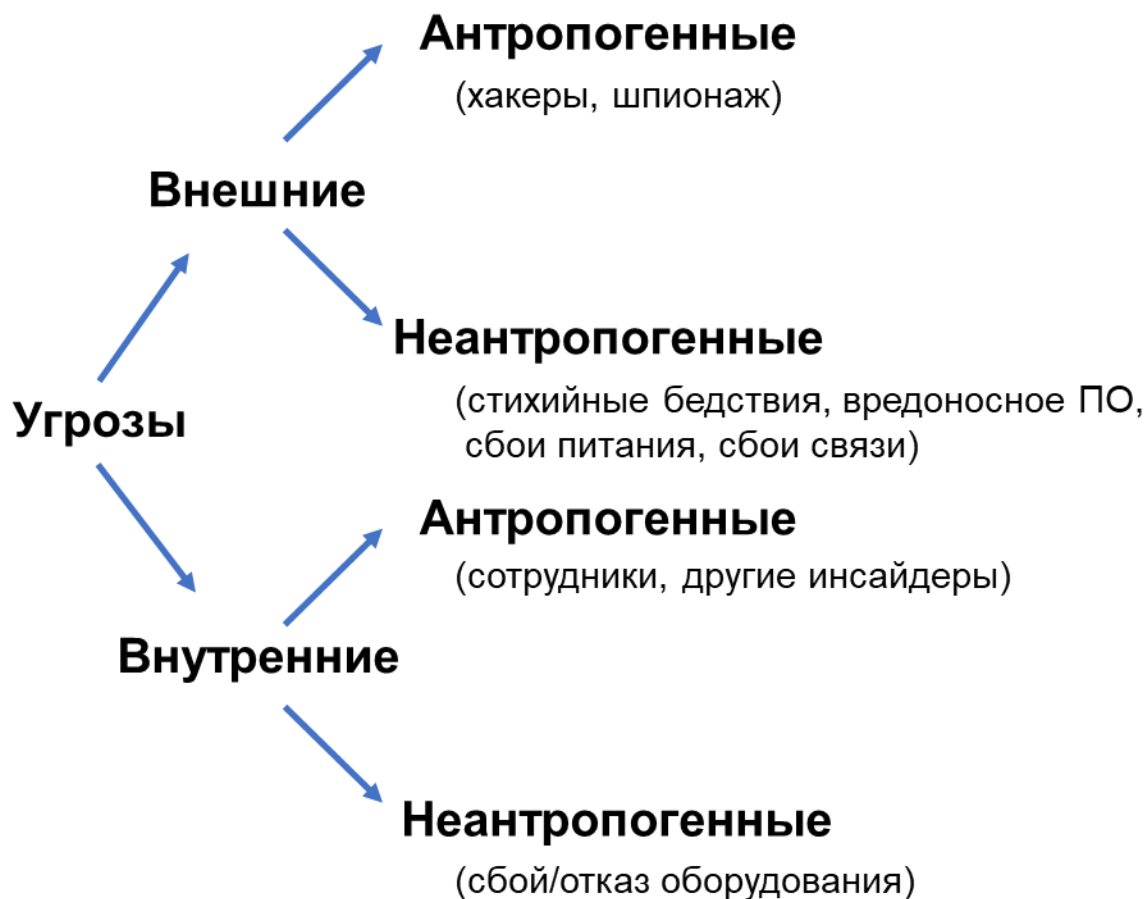 Антропогенные
(хакеры, шпионаж)
Внешние
Неантропогенные
(стихийные бедствия, вредоносное ПО,
сбои питания, сбои связи)
Угрозы
Антропогенные
(сотрудники, другие инсайдеры)
Внутренние
Неантропогенные
(сбой/отказ оборудования)